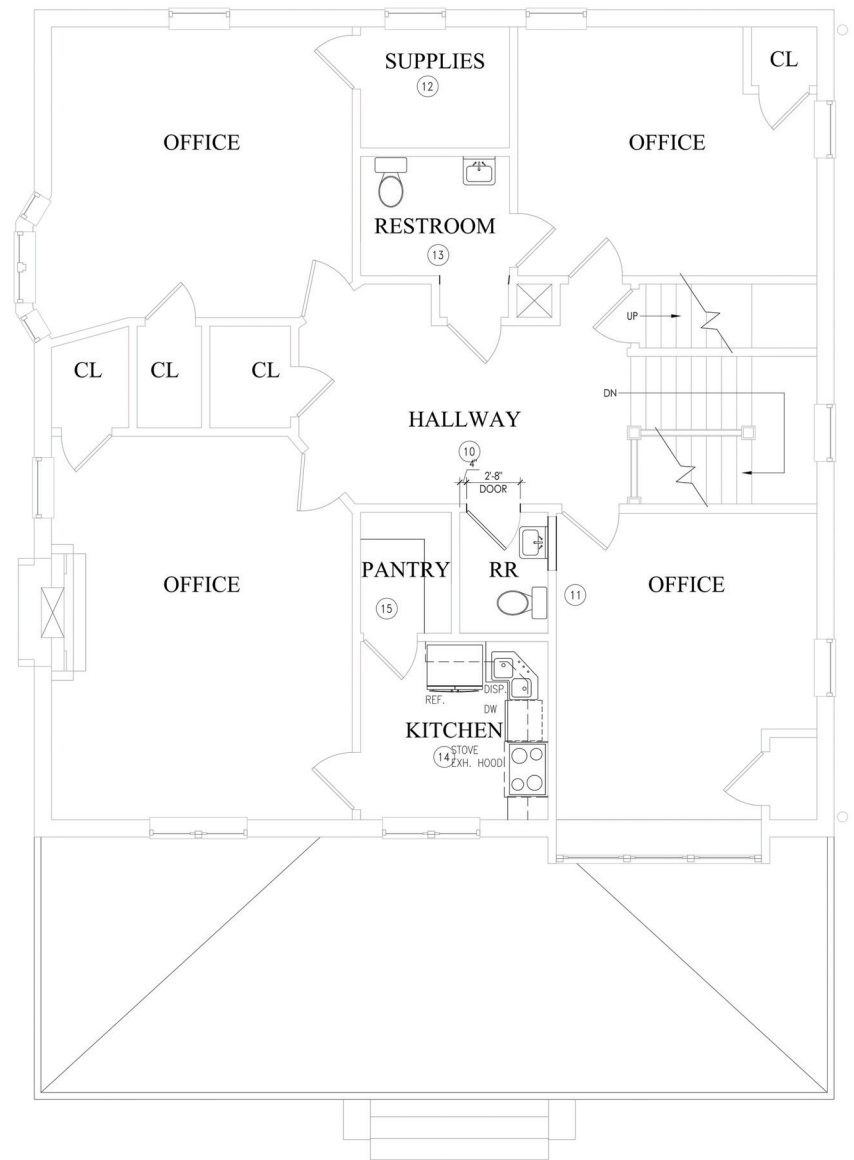 SUPPLIES
12
CL
OFFICE
OFFICE
RESTROOM
13
UP
CL
CL
CL
DN
HALLWAY
10
4"
2'-8"
DOOR
OFFICE
PANTRY
15
RR
11
OFFICE
REF.
DISP.
DW
KITCHEN
14
STOVE
EXH. HOOD